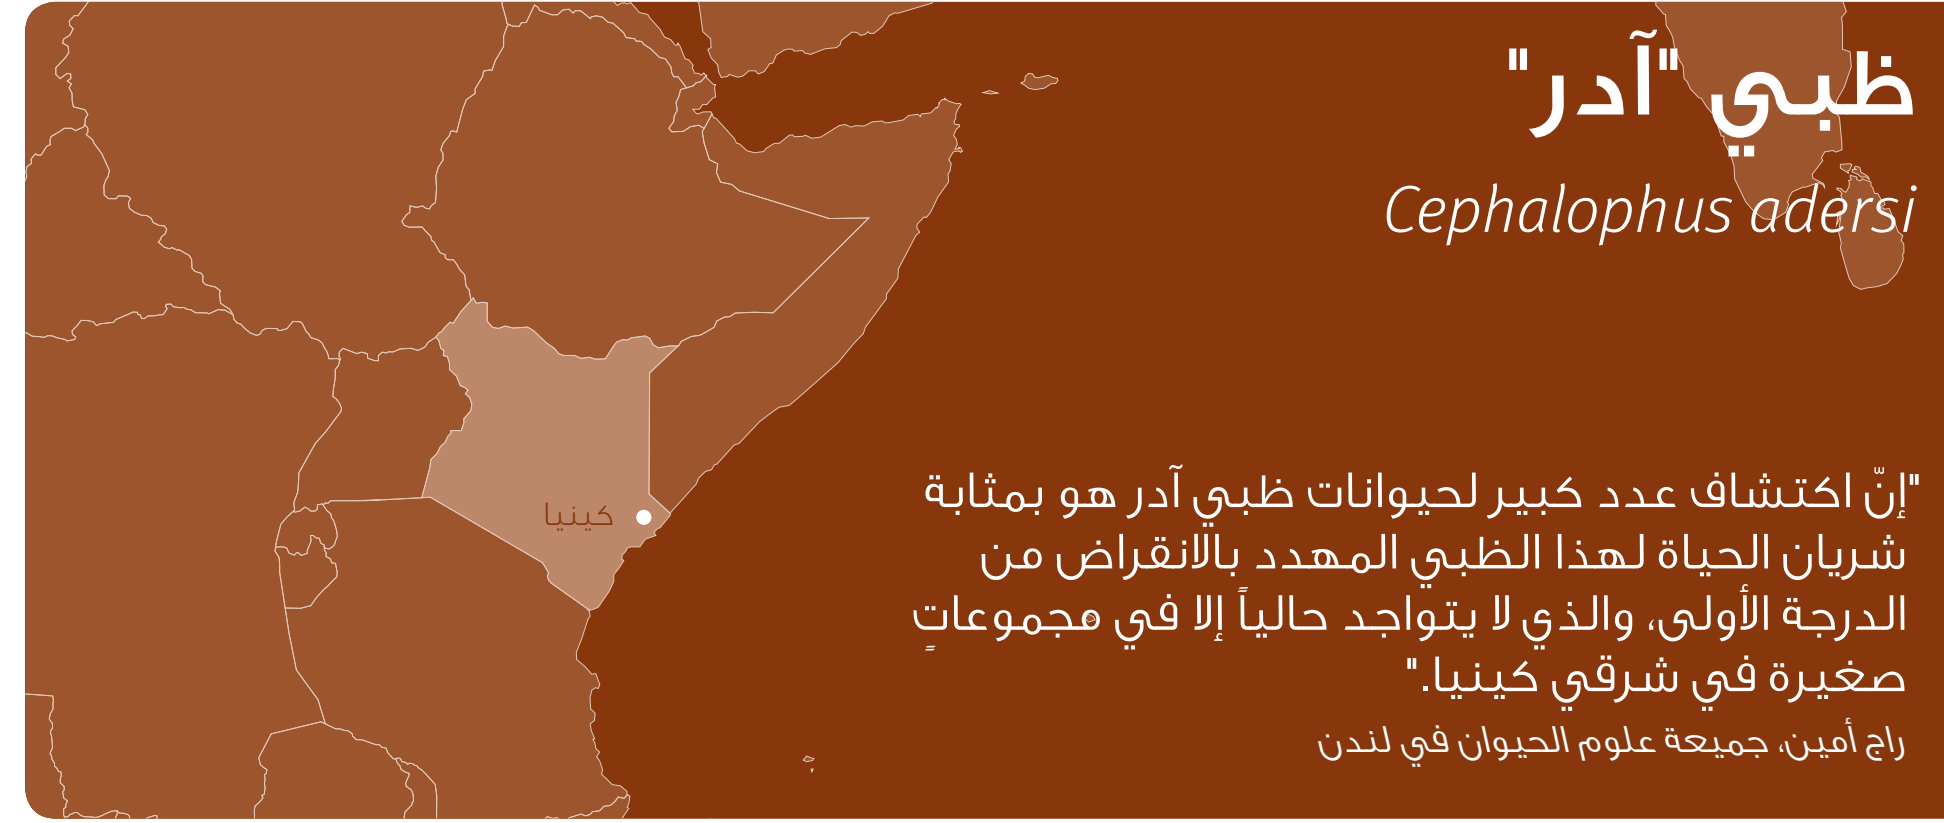 ظبي "آدر"
Cephalophus adersi
"إنّ اكتشاف عدد كبير لحيوانات ظبي آدر هو بمثابة
شريان الحياة لهذا الظبي المهدد بالانقراض من
الدرجة الأولى، والذي لا يتواجد حالياً إلا في مجموعاتٍ
صغيرة في شرقي كينيا."
راج أمين، جميعة علوم الحيوان في لندن
كينيا